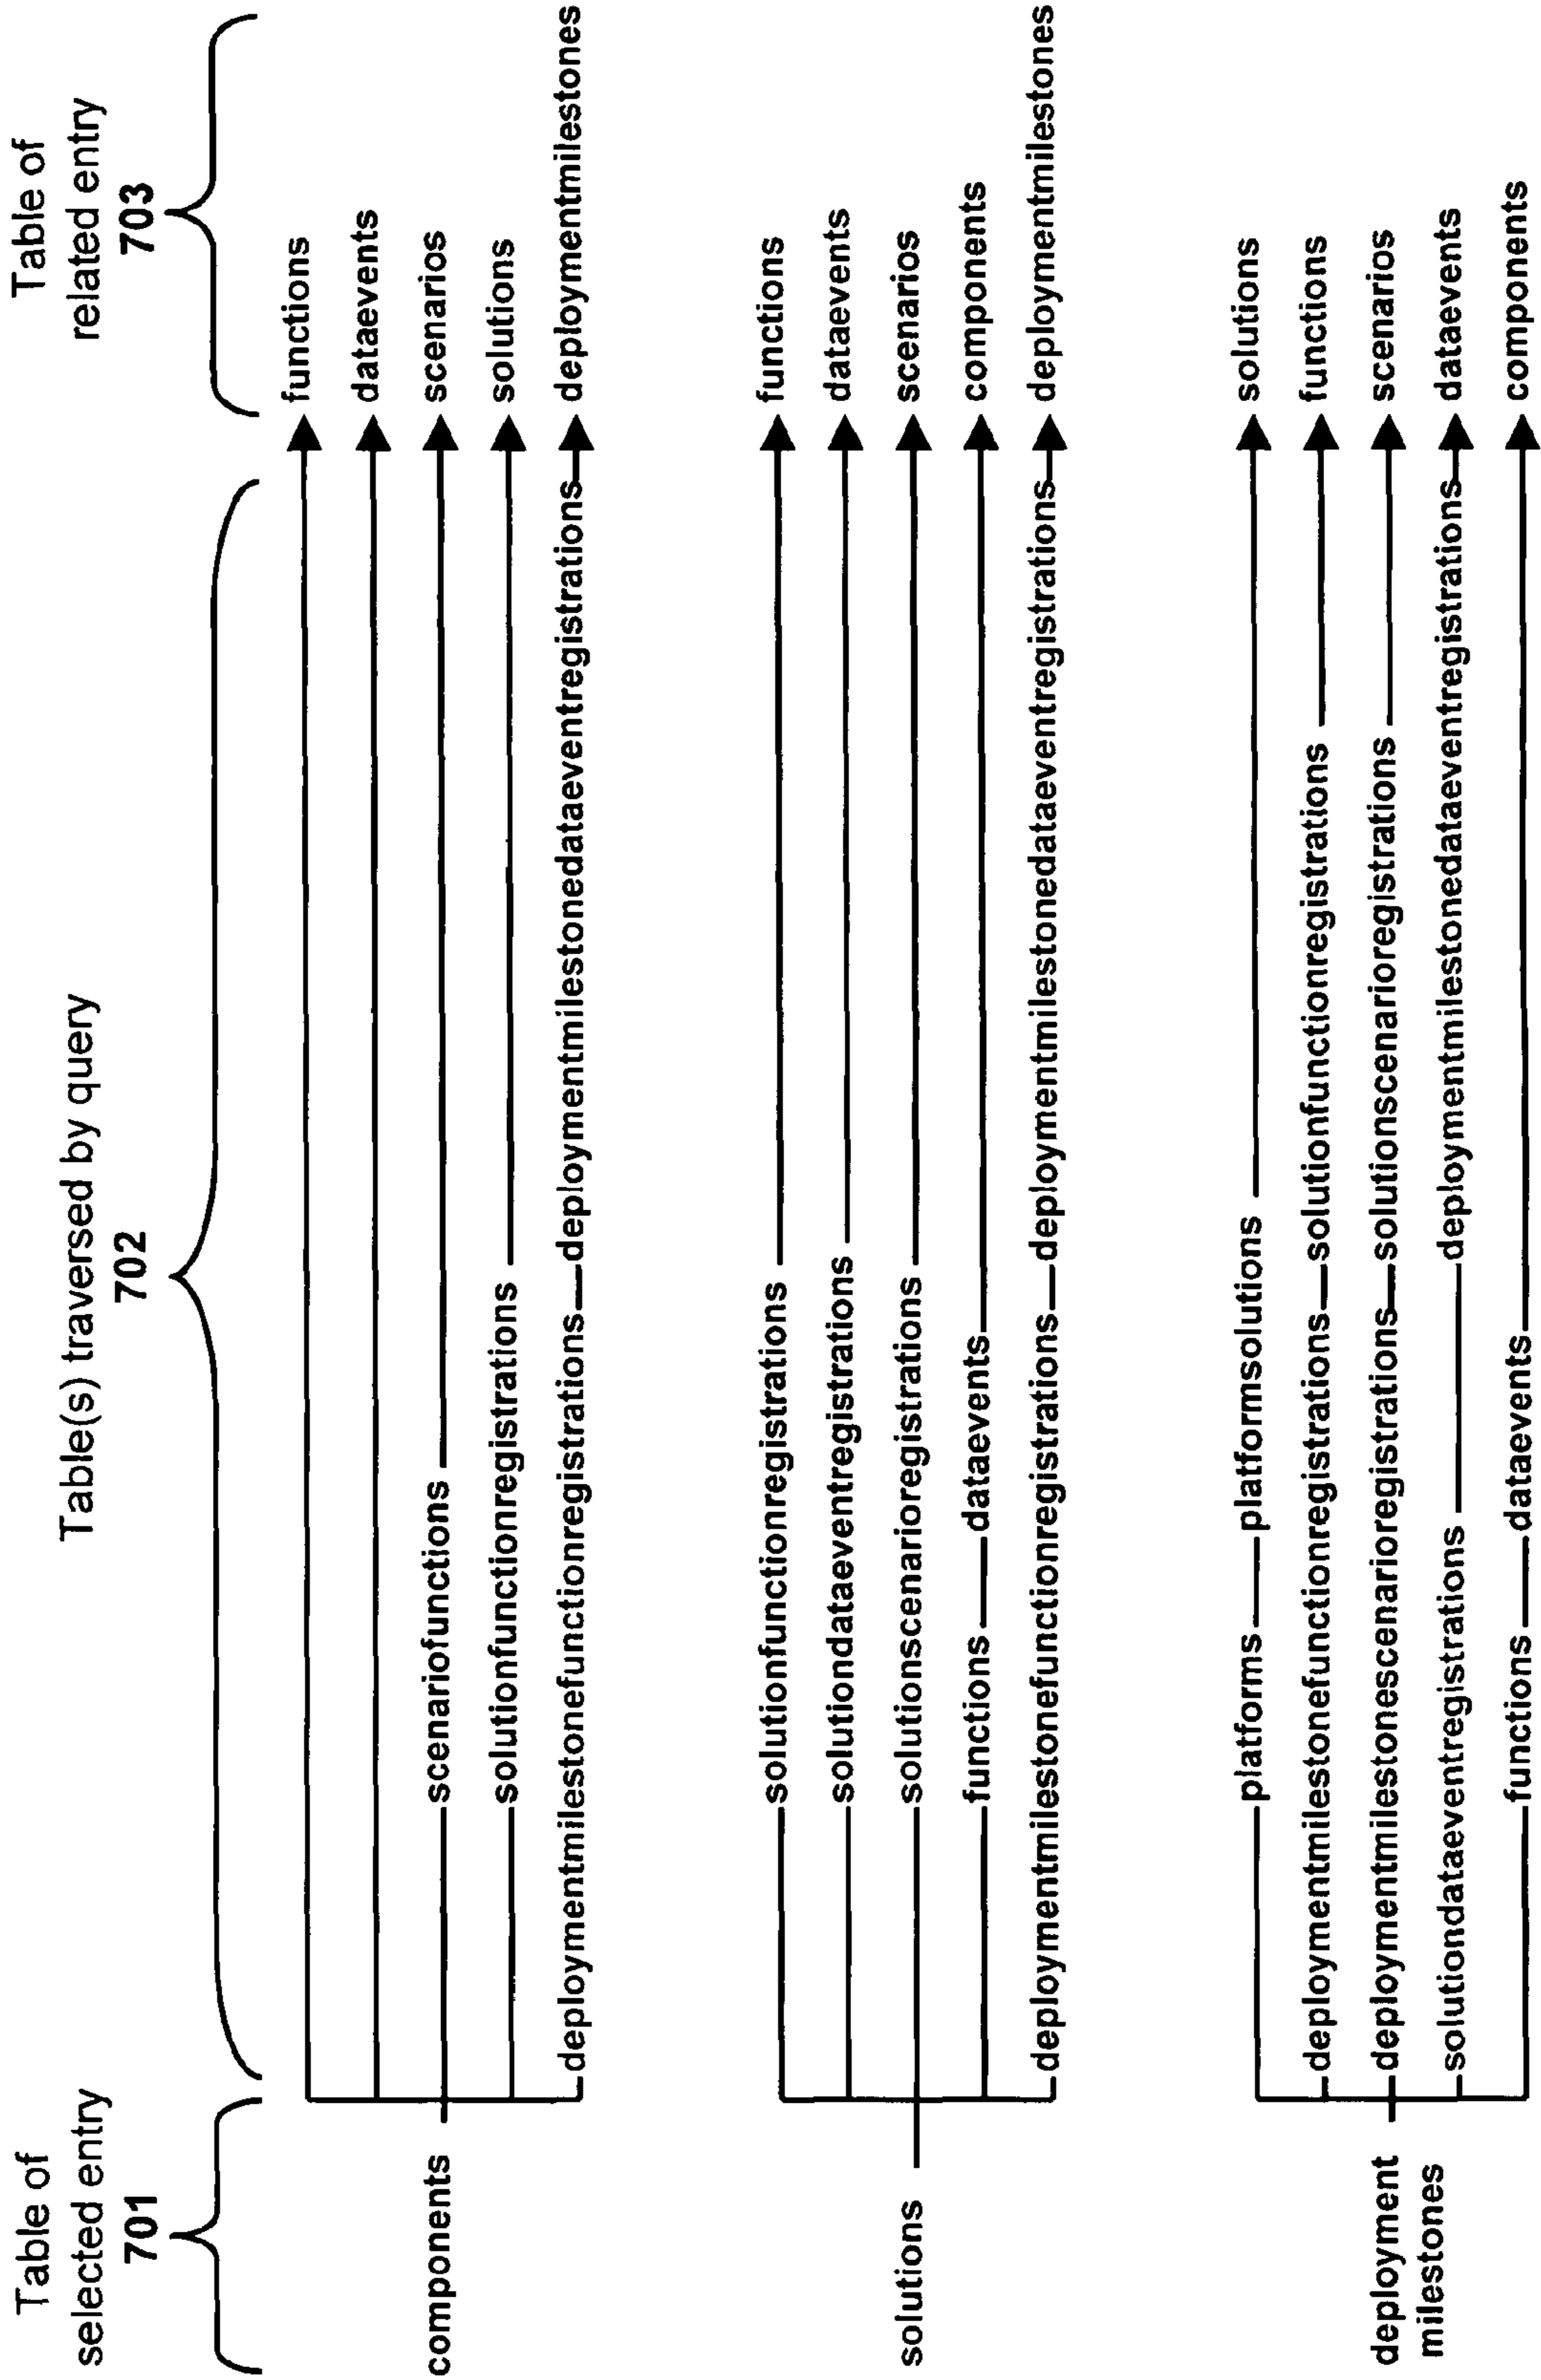 Table of
selected entry
701
Table(s) traversed by query
702
Table of
related entry
703
components
functions
dataevents
scenariofunctions
scenarios
solutionfunctionregistrations
solutions
deploymentmilestonefunctionregistrations
deploymentmilestonedataeventregistrations
deploymentmilestones
solutions
solutionfunctionregistrations
functions
solutiondataeventregistrations
dataevents
solutionscenarioregistrations
scenarios
functions
dataevents
components
deploymentmilestonefunctionregistrations
deploymentmilestonedataeventregistrations
deploymentmilestones
deployment
milestones
platforms
platformsolutions
solutions
deploymentmilestonefunctionregistrations
solutionfunctionregistrations
functions
deploymentmilestonescenarioregistrations
solutionscenarioregistrations
scenarios
solutiondataeventregistrations
deploymentmilestonedataeventregistrations
dataevents
functions
dataevents
components